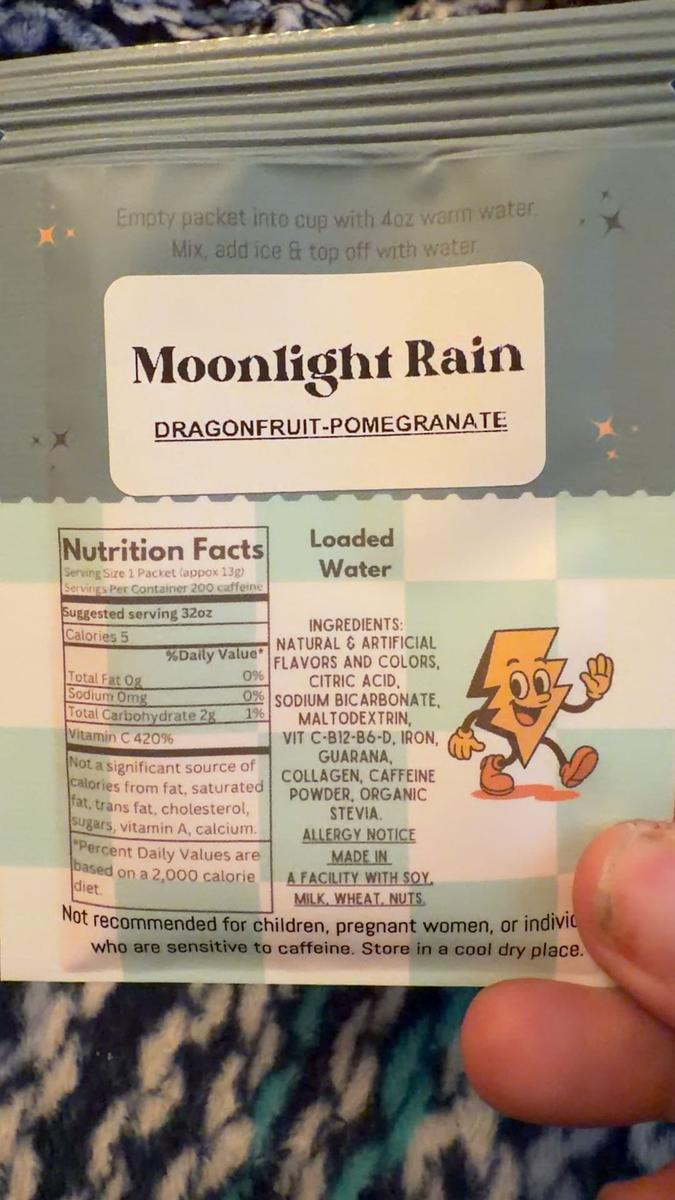 Empty packet into cup with 4oz warm water.
Mix, add ice & top off with water.
Moonlight Rain
DRAGONFRUIT-POMEGRANATE
Nutrition Facts
Serving Size 1 Packet (appox 13g)
Servings Per Container 200 caffeine
Suggested serving 32oz
Calories 5
%Daily Value*
Total Fat 0g 0%
Sodium 0mg 0%
Total Carbohydrate 2g 1%
Vitamin C 420%
Not a significant source of
calories from fat, saturated
fat, trans fat, cholesterol,
sugars, vitamin A, calcium.
*Percent Daily Values are
based on a 2,000 calorie
diet.
Loaded
Water
INGREDIENTS:
NATURAL & ARTIFICIAL
FLAVORS AND COLORS,
CITRIC ACID,
SODIUM BICARBONATE,
MALTODEXTRIN,
VIT C-B12-B6-D, IRON,
GUARANA,
COLLAGEN, CAFFEINE
POWDER, ORGANIC
STEVIA.
ALLERGY NOTICE
MADE IN
A FACILITY WITH SOY,
MILK, WHEAT, NUTS.
Not recommended for children, pregnant women, or
who are sensitive to caffeine. Store in a cool dry place.